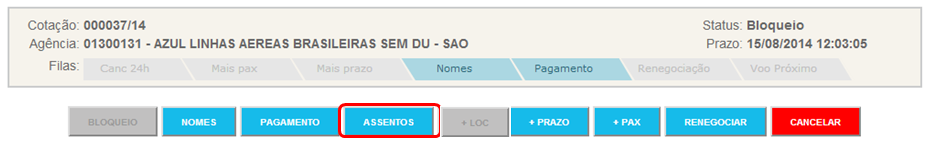 Cotação: 000037/14 Status: Bloqueio
Agência: 01300131 - AZUL LINHAS AEREAS BRASILEIRAS SEM DU - SAO Prazo: 15/08/2014 12:03:05
Filas: Canc 24h Mais pax Mais prazo Nomes Pagamento Renegociação Voo Próximo
BLOQUEIO NOMES PAGAMENTO ASSENTOS + LOC + PRAZO + PAX RENEGOCIAR CANCELAR